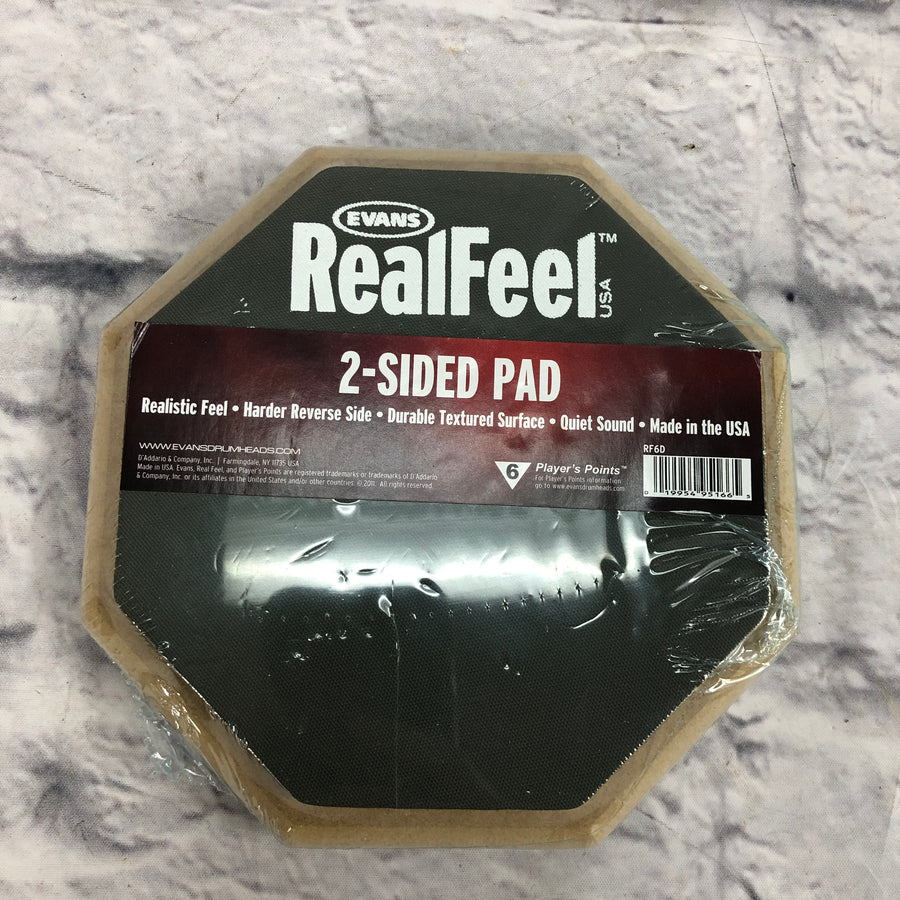 EVANS
RealFeel™
USA
2-SIDED PAD
Realistic Feel • Harder Reverse Side • Durable Textured Surface • Quiet Sound • Made in the USA
WWW.EVANSDRUMHEADS.COM
D'Addario & Company, Inc. | Farmingdale, NY 11735 USA
Made in USA. Evans, Real Feel, and Player's Points are registered trademarks or trademarks of D'Addario
& Company, Inc. or its affiliates in the United States and/or other countries. © 2011. All rights reserved.
6
Player's Points™
For Player's Points information
go to www.evansdrumheads.com
RF6D
0 19954 95166 5